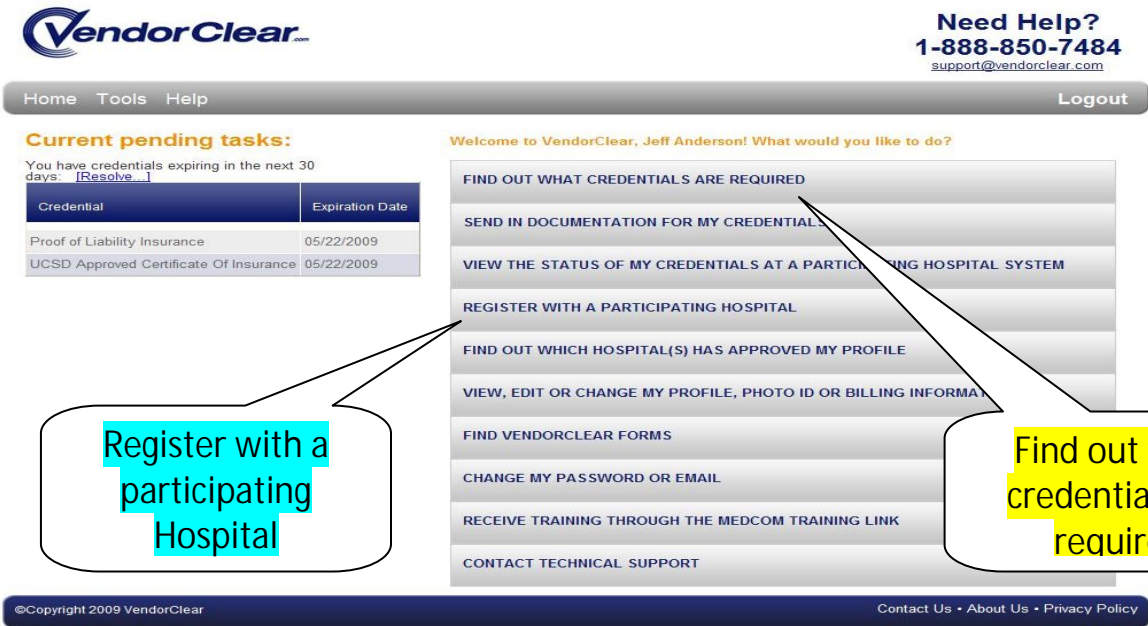 VendorClear.com
Need Help?
1-888-850-7484
support@vendorclear.com
Home Tools Help Logout
Current pending tasks:
You have credentials expiring in the next 30
days: [Resolve...]
Credential Expiration Date
Proof of Liability Insurance 05/22/2009
UCSD Approved Certificate Of Insurance 05/22/2009
Welcome to VendorClear, Jeff Anderson! What would you like to do?
FIND OUT WHAT CREDENTIALS ARE REQUIRED
SEND IN DOCUMENTATION FOR MY CREDENTIALS
VIEW THE STATUS OF MY CREDENTIALS AT A PARTICIPATING HOSPITAL SYSTEM
REGISTER WITH A PARTICIPATING HOSPITAL
FIND OUT WHICH HOSPITAL(S) HAS APPROVED MY PROFILE
VIEW, EDIT OR CHANGE MY PROFILE, PHOTO ID OR BILLING
FIND VENDORCLEAR FORMS
CHANGE MY PASSWORD OR EMAIL
RECEIVE TRAINING THROUGH THE MEDCOM TRAINING LINK
CONTACT TECHNICAL SUPPORT
Register with a
participating
Hospital
Find out
©Copyright 2009 VendorClear
Contact Us • About Us • Privacy Policy